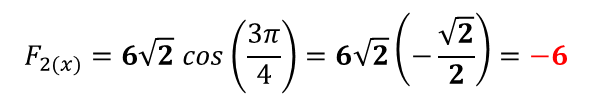 F₂₍ₓ₎ = 6√2 cos (3π/4) = 6√2 (−√2/2) = −6